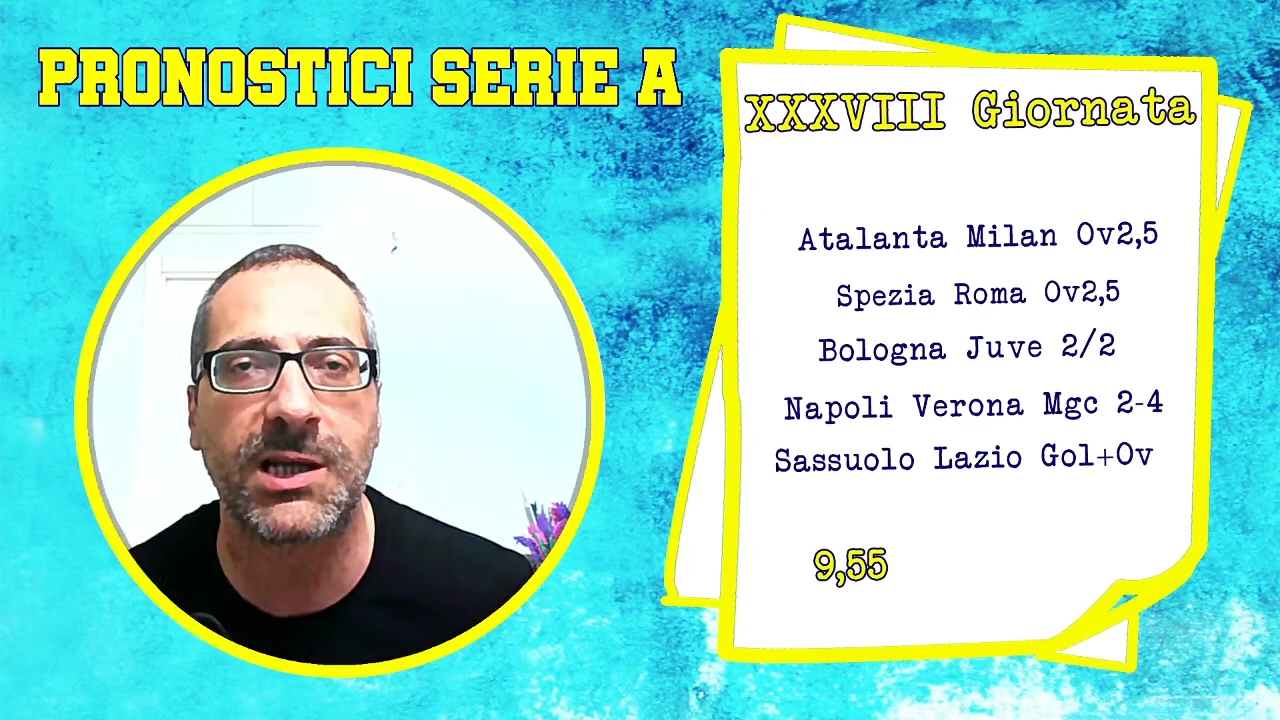 PRONOSTICI SERIE A
XXXVIII Giornata
Atalanta Milan Ov2,5
Spezia Roma Ov2,5
Bologna Juve 2/2
Napoli Verona Mgc 2-4
Sassuolo Lazio Gol+Ov
9,55